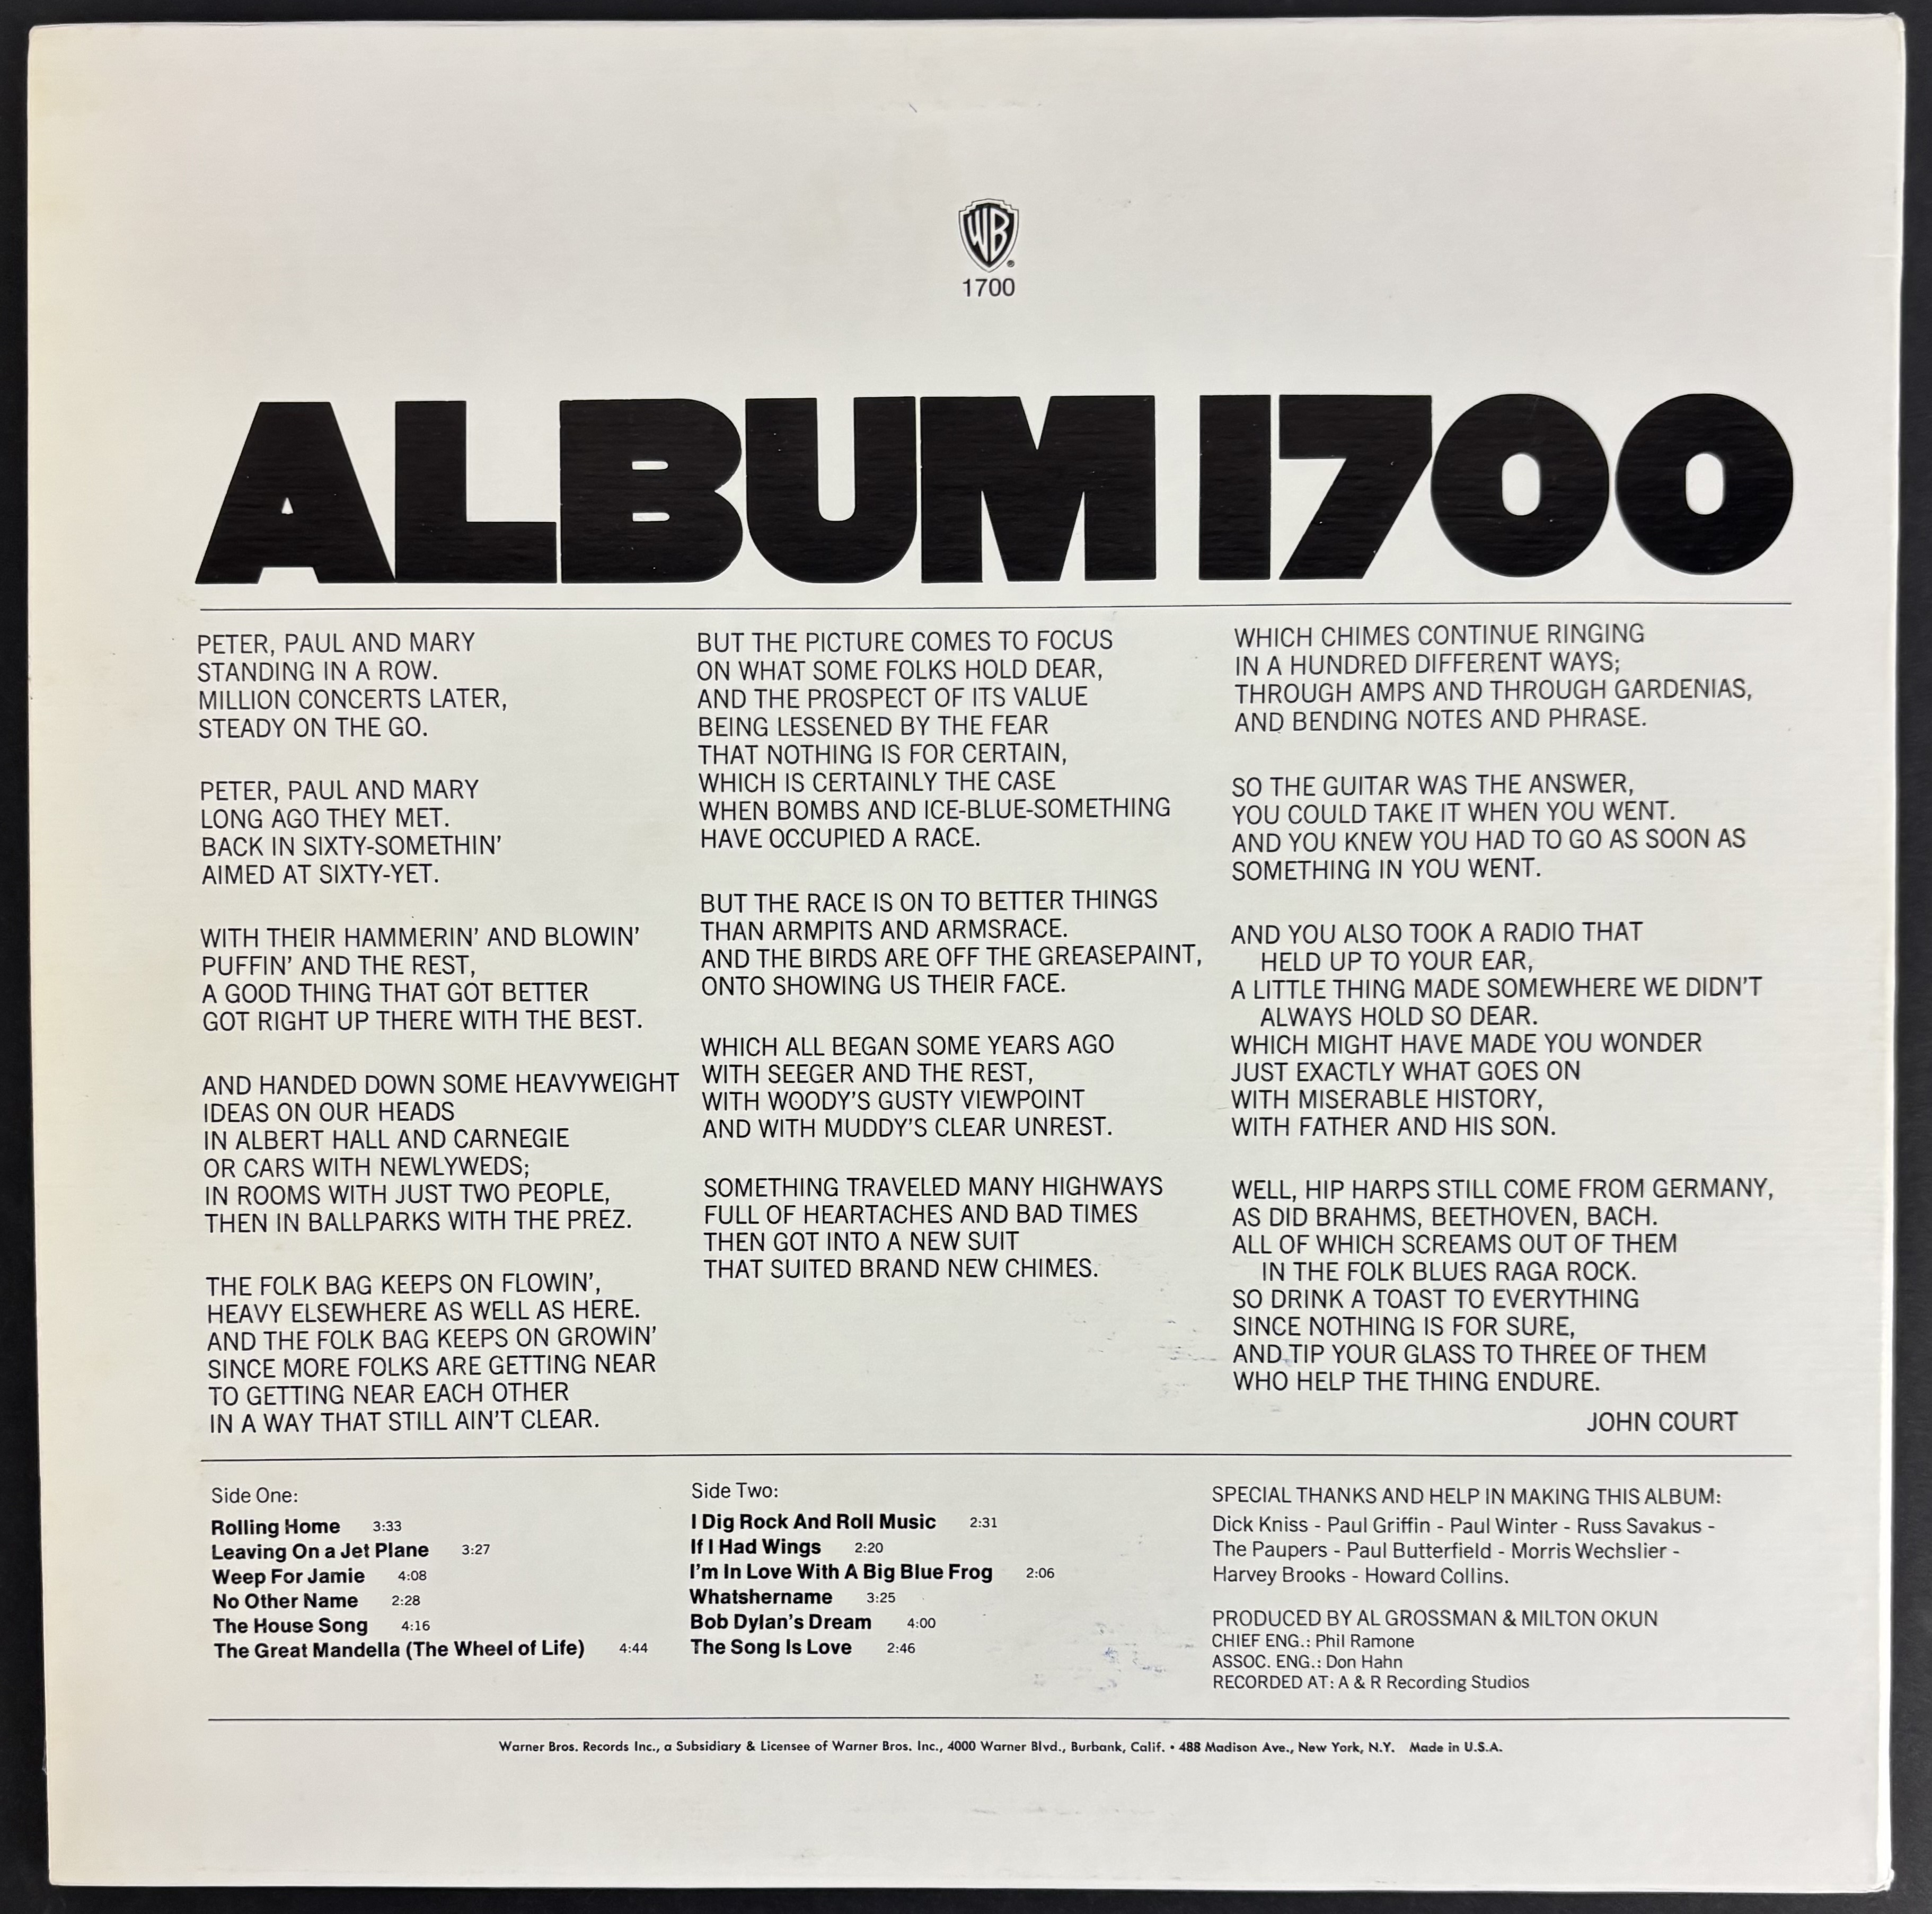 WB
1700
ALBUM 1700
PETER, PAUL AND MARY
STANDING IN A ROW.
MILLION CONCERTS LATER,
STEADY ON THE GO.
PETER, PAUL AND MARY
LONG AGO THEY MET.
BACK IN SIXTY-SOMETHIN'
AIMED AT SIXTY-YET.
WITH THEIR HAMMERIN' AND BLOWIN'
PUFFIN' AND THE REST,
A GOOD THING THAT GOT BETTER
GOT RIGHT UP THERE WITH THE BEST.
AND HANDED DOWN SOME HEAVYWEIGHT
IDEAS ON OUR HEADS
IN ALBERT HALL AND CARNEGIE
OR CARS WITH NEWLYWEDS;
IN ROOMS WITH JUST TWO PEOPLE,
THEN IN BALLPARKS WITH THE PREZ.
THE FOLK BAG KEEPS ON FLOWIN',
HEAVY ELSEWHERE AS WELL AS HERE.
AND THE FOLK BAG KEEPS ON GROWIN'
SINCE MORE FOLKS ARE GETTING NEAR
TO GETTING NEAR EACH OTHER
IN A WAY THAT STILL AIN'T CLEAR.
BUT THE PICTURE COMES TO FOCUS
ON WHAT SOME FOLKS HOLD DEAR,
AND THE PROSPECT OF ITS VALUE
BEING LESSENED BY THE FEAR
THAT NOTHING IS FOR CERTAIN,
WHICH IS CERTAINLY THE CASE
WHEN BOMBS AND ICE-BLUE-SOMETHING
HAVE OCCUPIED A RACE.
BUT THE RACE IS ON TO BETTER THINGS
THAN ARMPITS AND ARMSRACE.
AND THE BIRDS ARE OFF THE GREASEPAINT,
ONTO SHOWING US THEIR FACE.
WHICH ALL BEGAN SOME YEARS AGO
WITH SEEGER AND THE REST,
WITH WOODY'S GUSTY VIEWPOINT
AND WITH MUDDY'S CLEAR UNREST.
SOMETHING TRAVELED MANY HIGHWAYS
FULL OF HEARTACHES AND BAD TIMES
THEN GOT INTO A NEW SUIT
THAT SUITED BRAND NEW CHIMES.
WHICH CHIMES CONTINUE RINGING
IN A HUNDRED DIFFERENT WAYS;
THROUGH AMPS AND THROUGH GARDENIAS,
AND BENDING NOTES AND PHRASE.
SO THE GUITAR WAS THE ANSWER,
YOU COULD TAKE IT WHEN YOU WENT.
AND YOU KNEW YOU HAD TO GO AS SOON AS
SOMETHING IN YOU WENT.
AND YOU ALSO TOOK A RADIO THAT
HELD UP TO YOUR EAR,
A LITTLE THING MADE SOMEWHERE WE DIDN'T
ALWAYS HOLD SO DEAR.
WHICH MIGHT HAVE MADE YOU WONDER
JUST EXACTLY WHAT GOES ON
WITH MISERABLE HISTORY,
WITH FATHER AND HIS SON.
WELL, HIP HARPS STILL COME FROM GERMANY,
AS DID BRAHMS, BEETHOVEN, BACH.
ALL OF WHICH SCREAMS OUT OF THEM
IN THE FOLK BLUES RAGA ROCK.
SO DRINK A TOAST TO EVERYTHING
SINCE NOTHING IS FOR SURE,
AND TIP YOUR GLASS TO THREE OF THEM
WHO HELP THE THING ENDURE.
JOHN COURT
Side One:
Rolling Home 3:33
Leaving On a Jet Plane 3:27
Weep For Jamie 4:08
No Other Name 2:28
The House Song 4:16
The Great Mandella (The Wheel of Life) 4:44
Side Two:
I Dig Rock And Roll Music 2:31
If I Had Wings 2:20
I'm In Love With A Big Blue Frog 2:06
Whatshername 3:25
Bob Dylan's Dream 4:00
The Song Is Love 2:46
SPECIAL THANKS AND HELP IN MAKING THIS ALBUM:
Dick Kniss - Paul Griffin - Paul Winter - Russ Savakus -
The Paupers - Paul Butterfield - Morris Wechslier -
Harvey Brooks - Howard Collins.
PRODUCED BY AL GROSSMAN & MILTON OKUN
CHIEF ENG.: Phil Ramone
ASSOC. ENG.: Don Hahn
RECORDED AT: A & R Recording Studios
Warner Bros. Records Inc., a Subsidiary & Licensee of Warner Bros. Inc., 4000 Warner Blvd., Burbank, Calif. • 488 Madison Ave., New York, N.Y. Made in U.S.A.